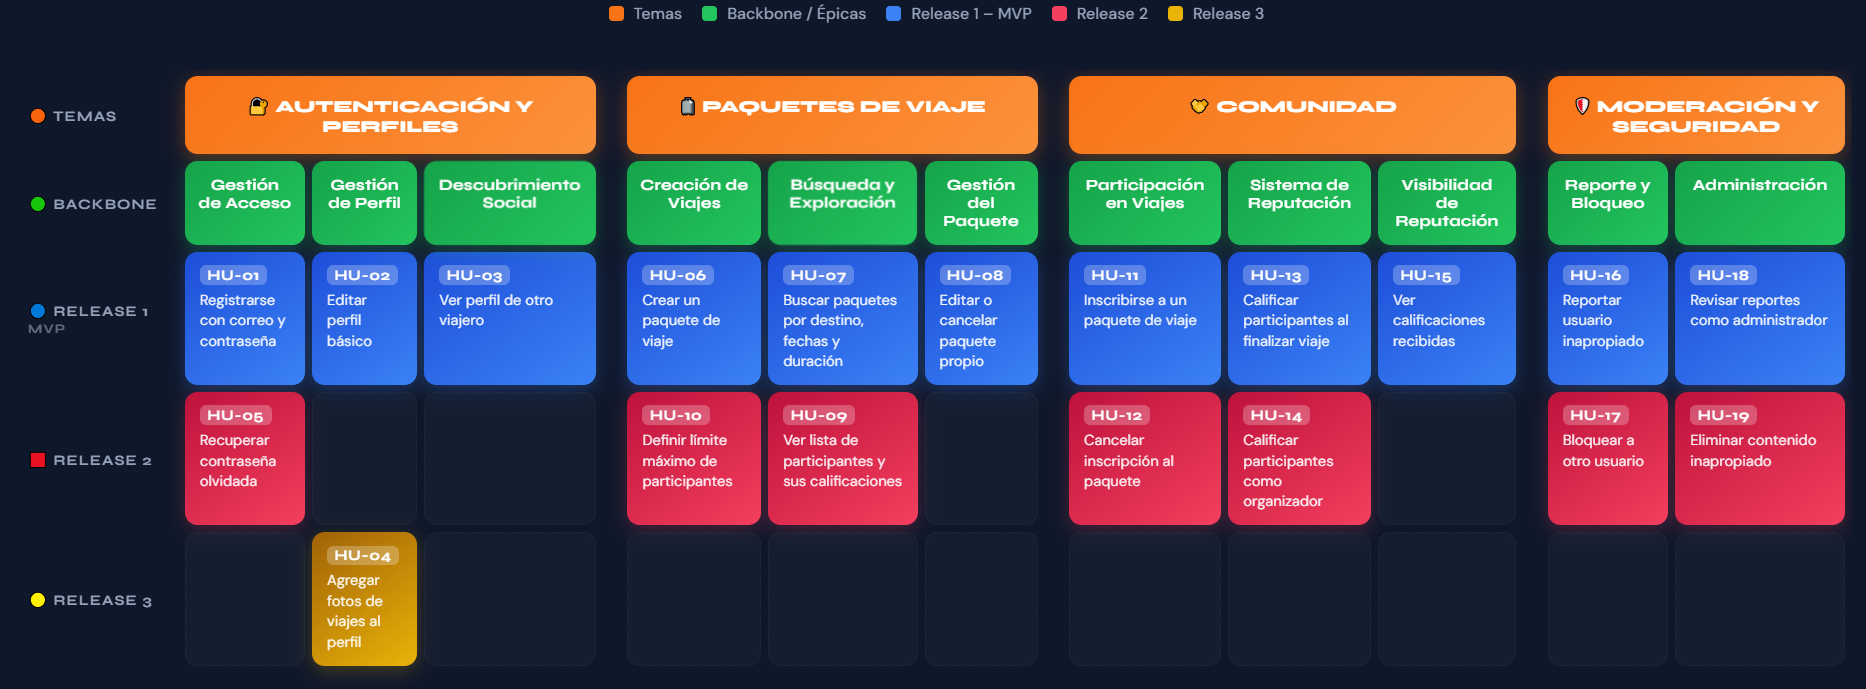 Temas
Backbone / Épicas
Release 1 – MVP
Release 2
Release 3
TEMAS
AUTENTICACIÓN Y
PERFILES
PAQUETES DE VIAJE
COMUNIDAD
MODERACIÓN Y
SEGURIDAD
BACKBONE
Gestión
de Acceso
Gestión
de Perfil
Descubrimiento
Social
Creación de
Viajes
Búsqueda y
Exploración
Gestión
del
Paquete
Participación
en Viajes
Sistema de
Reputación
Visibilidad
de
Reputación
Reporte y
Bloqueo
Administración
RELEASE 1
MVP
HU-01
Registrarse
con correo y
contraseña
HU-02
Editar
perfil
básico
HU-03
Ver perfil de otro
viajero
HU-06
Crear un
paquete de
viaje
HU-07
Buscar paquetes
por destino,
fechas y
duración
HU-08
Editar o
cancelar
paquete
propio
HU-11
Inscribirse a un
paquete de viaje
HU-13
Calificar
participantes al
finalizar viaje
HU-15
Ver
calificaciones
recibidas
HU-16
Reportar
usuario
inapropiado
HU-18
Revisar reportes
como administrador
RELEASE 2
HU-05
Recuperar
contraseña
olvidada
HU-10
Definir límite
máximo de
participantes
HU-09
Ver lista de
participantes y
sus calificaciones
HU-12
Cancelar
inscripción al
paquete
HU-14
Calificar
participantes
como
organizador
HU-17
Bloquear a
otro usuario
HU-19
Eliminar contenido
inapropiado
RELEASE 3
HU-04
Agregar
fotos de
viajes al
perfil